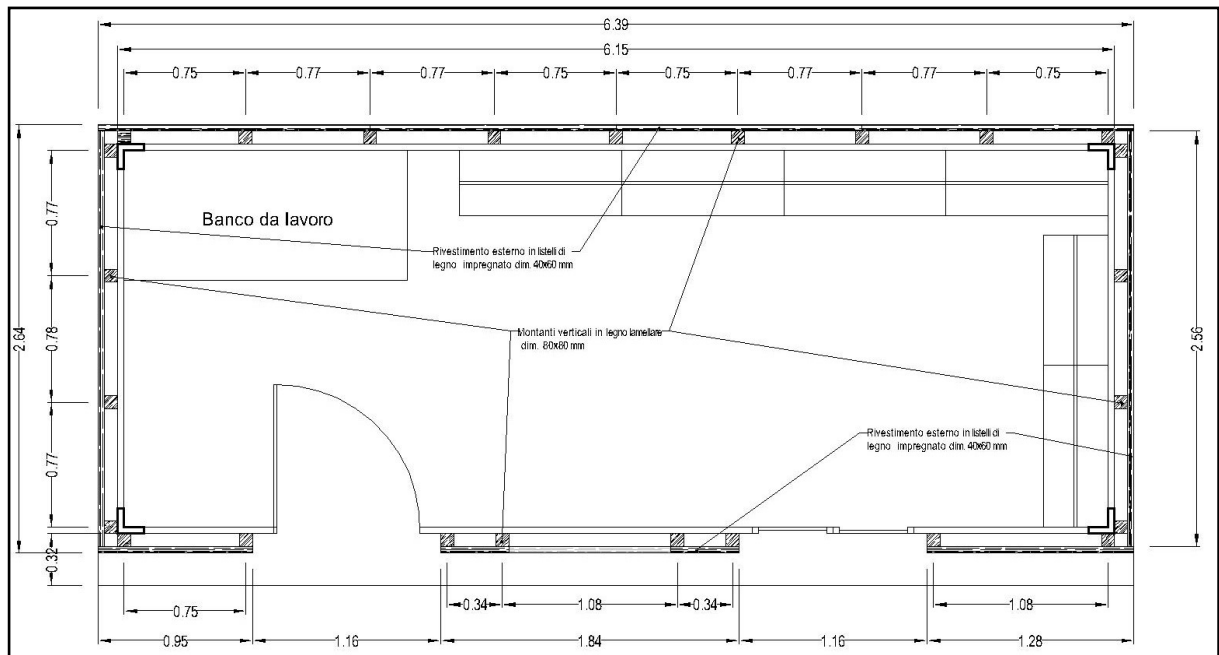 6.39
6.15
0.75 0.77 0.77 0.75 0.75 0.77 0.77 0.75
2.64
0.77
0.78
0.77
0.32
2.56
Banco da lavoro
Rivestimento esterno in listelli di
legno impregnato dim. 40x60 mm
Montanti verticali in legno lamellare
dim. 80x80 mm
Rivestimento esterno in listelli di
legno impregnato dim. 40x60 mm
0.75 0.34 1.08 0.34 1.08
0.95 1.16 1.84 1.16 1.28